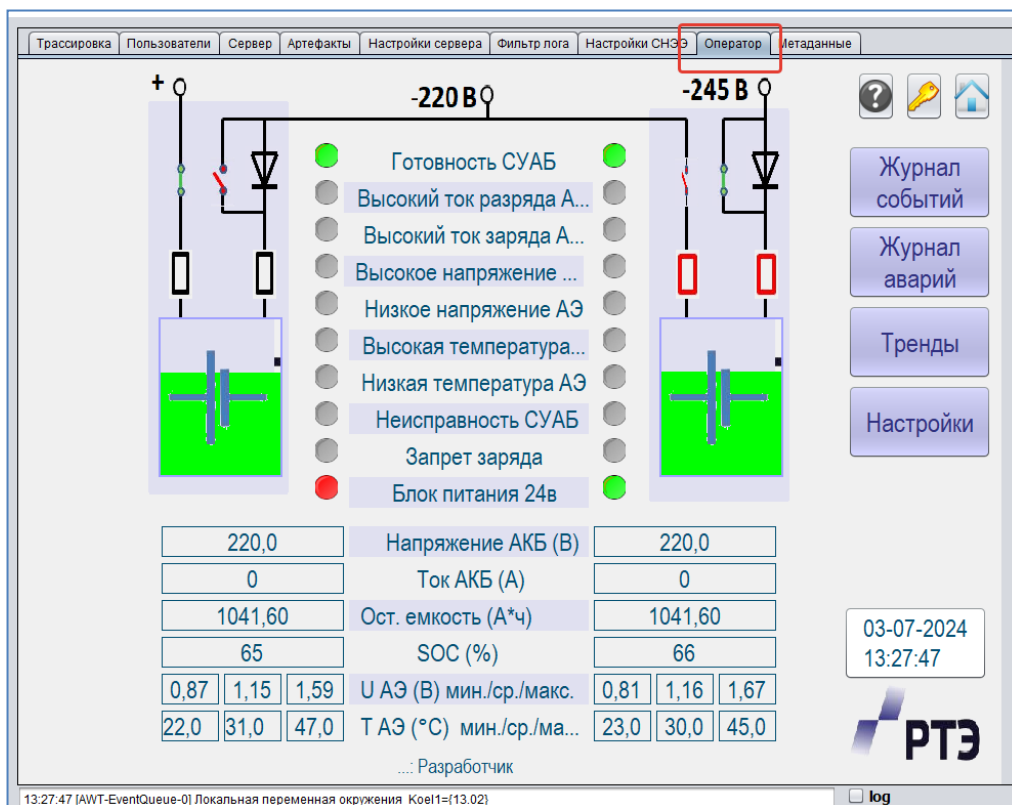 Трассировка Пользователи Сервер Артефакты Настройки сервера Фильтр лога Настройки СНЭЭ Оператор Метаданные
+ -220 В -245 В
Готовность СУАБ
Высокий ток разряда А...
Высокий ток заряда А...
Высокое напряжение ...
Низкое напряжение АЭ
Высокая температура...
Низкая температура АЭ
Неисправность СУАБ
Запрет заряда
Блок питания 24в
220,0 Напряжение АКБ (В) 220,0
0 Ток АКБ (А) 0
1041,60 Ост. емкость (А*ч) 1041,60
65 SOC (%) 66
0,87 1,15 1,59 U АЭ (В) мин./ср./макс. 0,81 1,16 1,67
22,0 31,0 47,0 Т АЭ (°С) мин./ср./ма... 23,0 30,0 45,0
...: Разработчик
?
Журнал
событий
Журнал
аварий
Тренды
Настройки
03-07-2024
13:27:47
РТЭ
13:27:47 [AWT-EventQueue-0] Локальная переменная окружения Koel1={13.02}
log